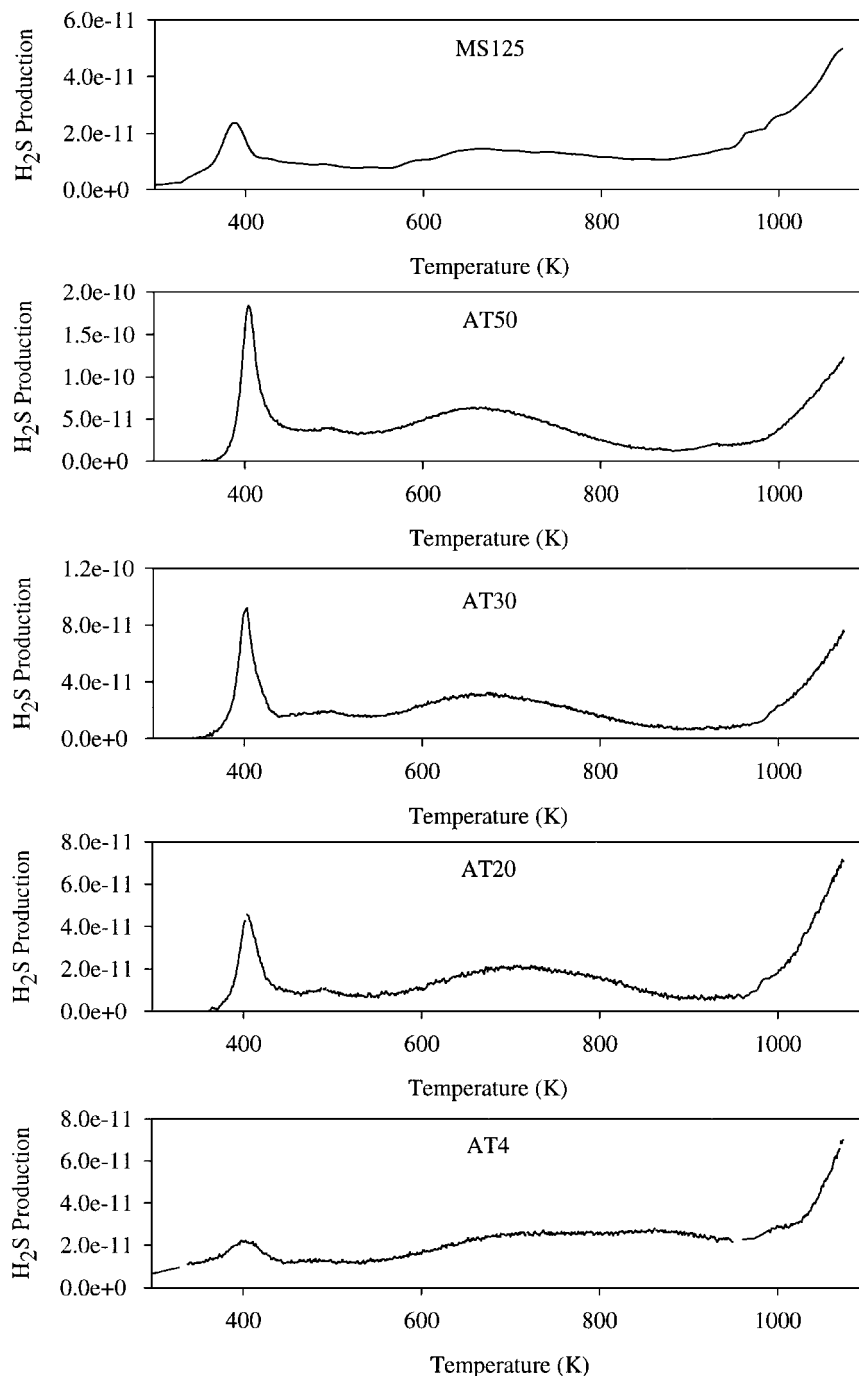 6.0e-11
MS125
4.0e-11
2.0e-11
0.0e+0
H2S Production
400 600 800 1000
Temperature (K)
2.0e-10
AT50
1.5e-10
1.0e-10
5.0e-11
0.0e+0
H2S Production
400 600 800 1000
Temperature (K)
1.2e-10
AT30
8.0e-11
4.0e-11
0.0e+0
H2S Production
400 600 800 1000
Temperature (K)
8.0e-11
AT20
6.0e-11
4.0e-11
2.0e-11
0.0e+0
H2S Production
400 600 800 1000
Temperature (K)
8.0e-11
AT4
6.0e-11
4.0e-11
2.0e-11
0.0e+0
H2S Production
400 600 800 1000
Temperature (K)